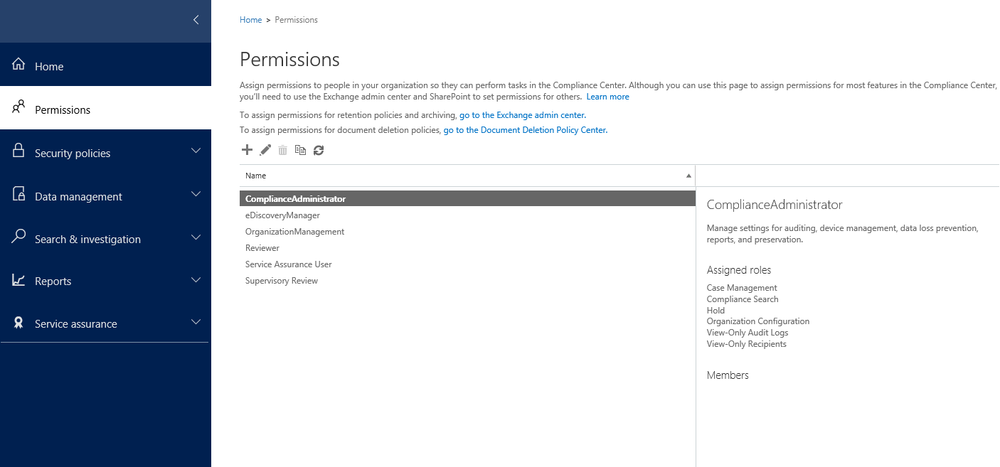 Home
Permissions
Security policies
Data management
Search & investigation
Reports
Service assurance
Home > Permissions
Permissions
Assign permissions to people in your organization so they can perform tasks in the Compliance Center. Although you can use this page to assign permissions for most features in the Compliance Center,
you'll need to use the Exchange admin center and SharePoint to set permissions for others. Learn more
To assign permissions for retention policies and archiving, go to the Exchange admin center.
To assign permissions for document deletion policies, go to the Document Deletion Policy Center.
Name
ComplianceAdministrator
eDiscoveryManager
OrganizationManagement
Reviewer
Service Assurance User
Supervisory Review
ComplianceAdministrator
Manage settings for auditing, device management, data loss prevention,
reports, and preservation.
Assigned roles
Case Management
Compliance Search
Hold
Organization Configuration
View-Only Audit Logs
View-Only Recipients
Members